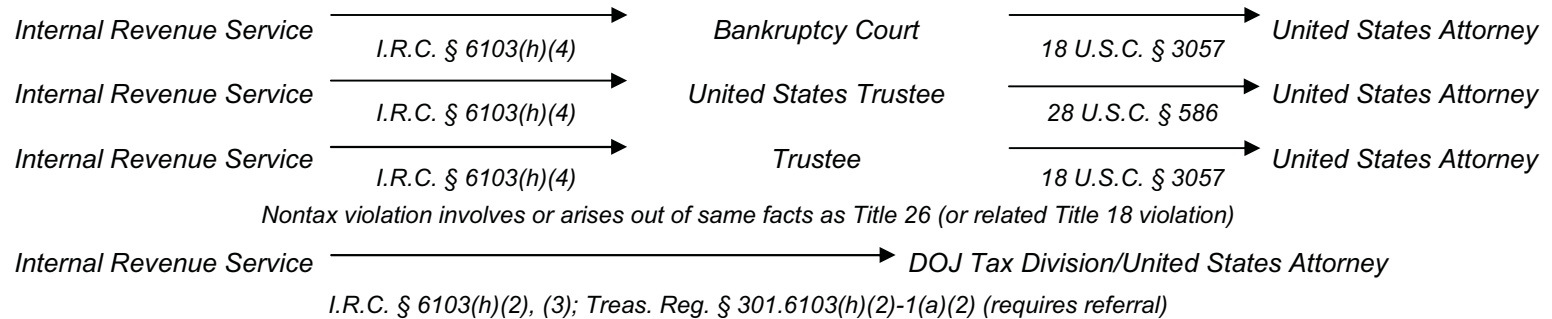 Internal Revenue Service Bankruptcy Court United States Attorney
I.R.C. § 6103(h)(4) 18 U.S.C. § 3057
Internal Revenue Service United States Trustee United States Attorney
I.R.C. § 6103(h)(4) 28 U.S.C. § 586
Internal Revenue Service Trustee United States Attorney
I.R.C. § 6103(h)(4) 18 U.S.C. § 3057
Nontax violation involves or arises out of same facts as Title 26 (or related Title 18 violation)
Internal Revenue Service DOJ Tax Division/United States Attorney
I.R.C. § 6103(h)(2), (3); Treas. Reg. § 301.6103(h)(2)-1(a)(2) (requires referral)